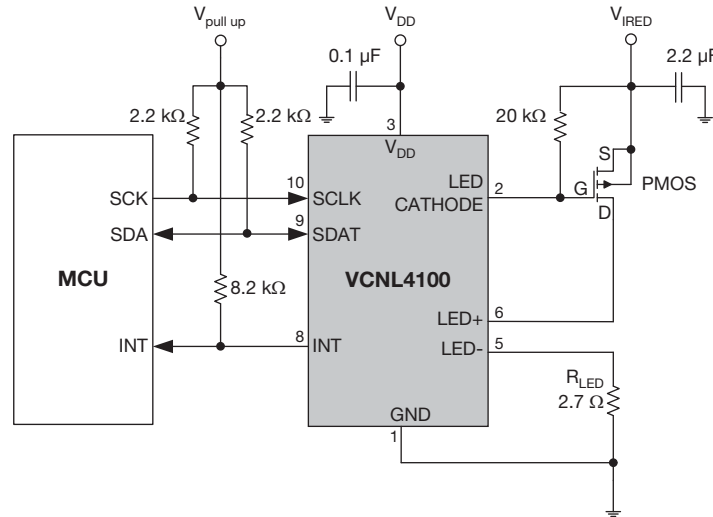 V pull up
V DD
V IRED
0.1 µF
2.2 µF
2.2 kΩ
2.2 kΩ
20 kΩ
3
V DD
S
G
D
PMOS
LED
CATHODE
2
SCK
10
SCLK
SDA
9
SDAT
MCU
VCNL4100
8.2 kΩ
LED+
6
INT
8
INT
LED-
5
R LED
2.7 Ω
GND
1